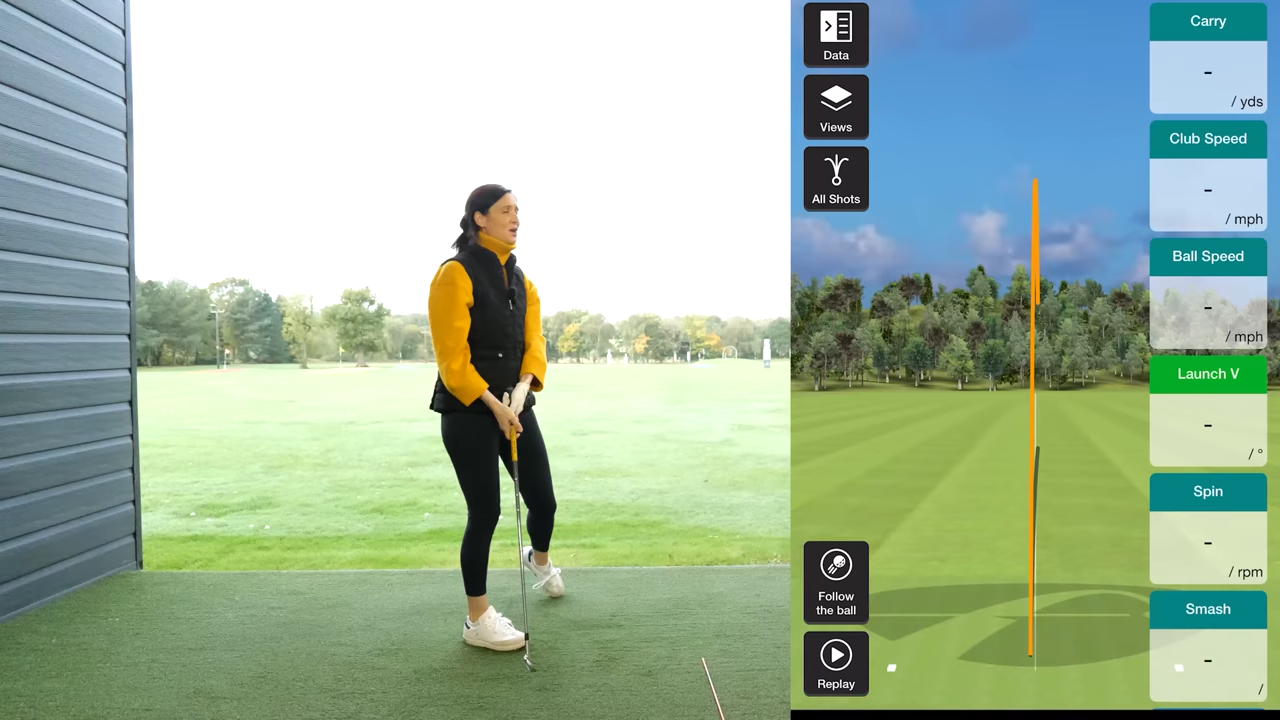 Data
Views
All Shots
Follow
the ball
Replay
Carry
-
/ yds
Club Speed
-
/ mph
Ball Speed
-
/ mph
Launch V
-
/ °
Spin
-
/ rpm
Smash
-
/